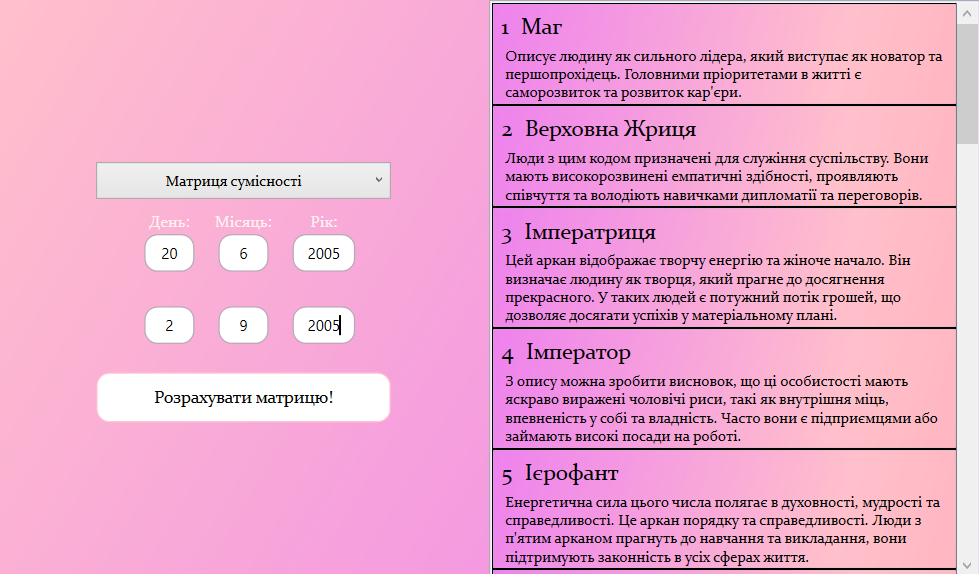 Матриця сумісності
День: Місяць: Рік:
20 6 2005
2 9 2005
Розрахувати матрицю!
1 Маг
Описує людину як сильного лідера, який виступає як новатор та
першопрохідець. Головними пріоритетами в житті є
саморозвиток та розвиток кар'єри.
2 Верховна Жриця
Люди з цим кодом призначені для служіння суспільству. Вони
мають високорозвинені емпатичні здібності, проявляють
співчуття та володіють навичками дипломатії та переговорів.
3 Імператриця
Цей аркан відображає творчу енергію та жіноче начало. Він
визначає людину як творця, який прагне до досягнення
прекрасного. У таких людей є потужний потік грошей, що
дозволяє досягати успіхів у матеріальному плані.
4 Імператор
З опису можна зробити висновок, що ці особистості мають
яскраво виражені чоловічі риси, такі як внутрішня міць,
впевненість у собі та владність. Часто вони є підприємцями або
займають високі посади на роботі.
5 Ієрофант
Енергетична сила цього числа полягає в духовності, мудрості та
справедливості. Це аркан порядку та справедливості. Люди з
п'ятим арканом прагнуть до навчання та викладання, вони
підтримують законність в усіх сферах життя.